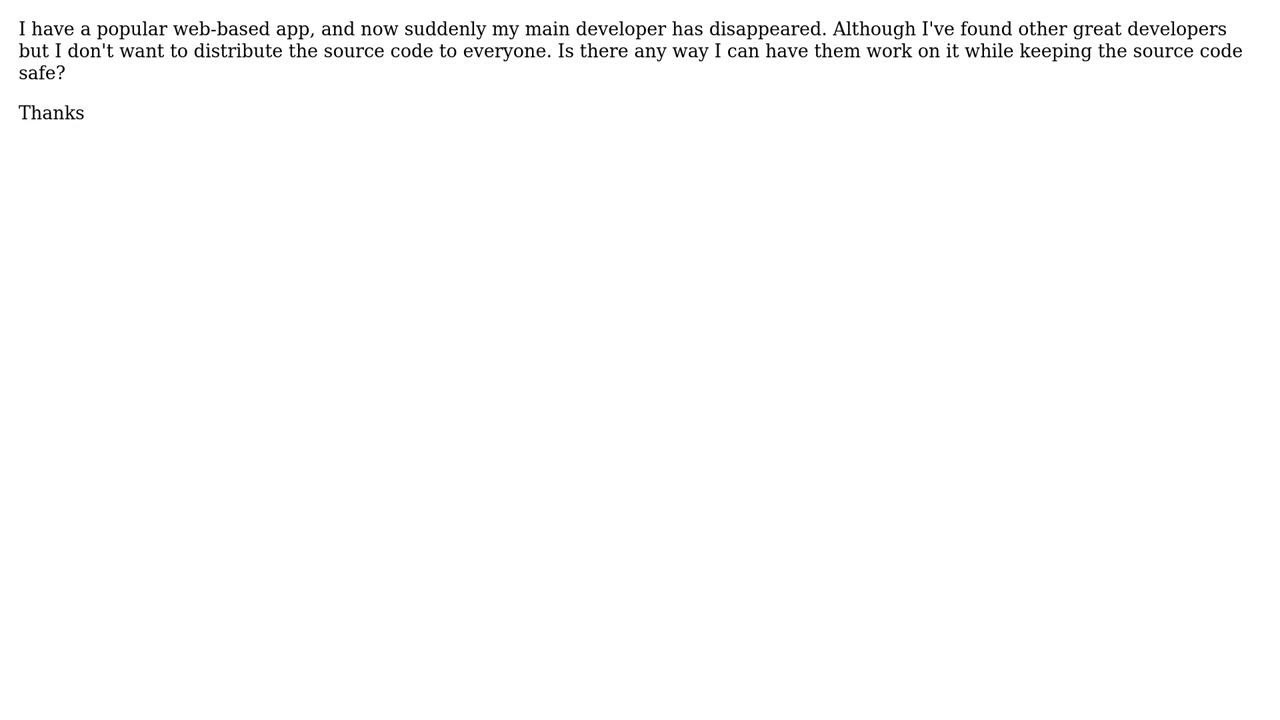 I have a popular web-based app, and now suddenly my main developer has disappeared. Although I've found other great developers
but I don't want to distribute the source code to everyone. Is there any way I can have them work on it while keeping the source code
safe?
Thanks